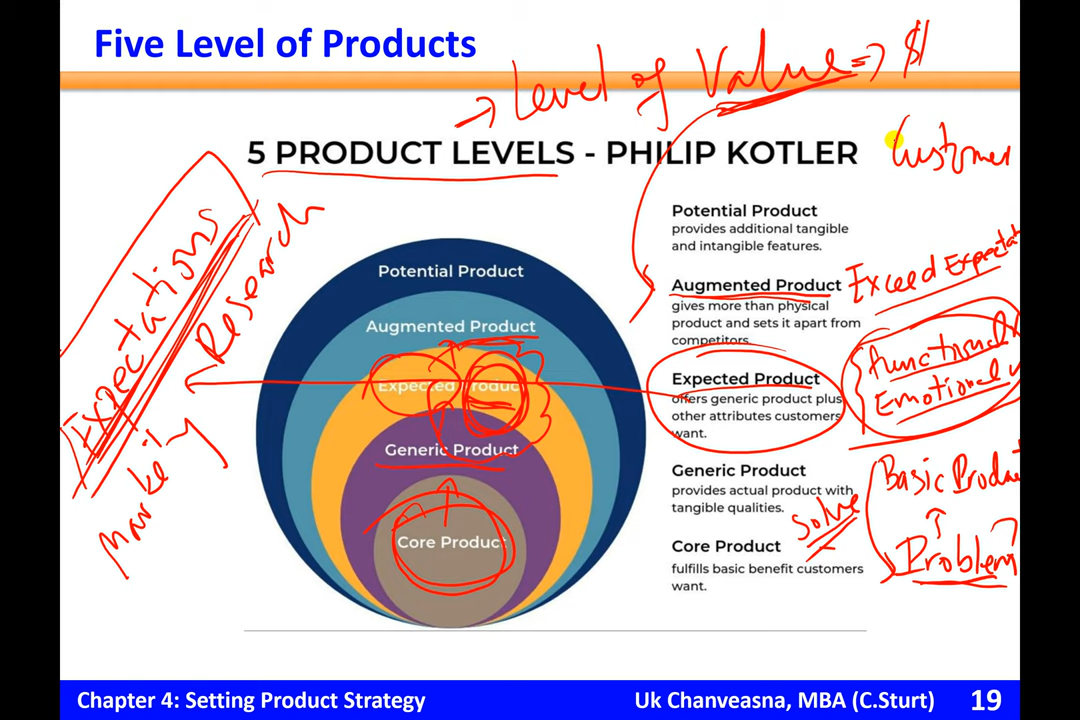 Five Level of Products
→ Level of Value => $
Customer
5 PRODUCT LEVELS - PHILIP KOTLER
Expectations
Marketing Research
Potential Product
Augmented Product
Expected Product
Generic Product
Core Product
Potential Product
provides additional tangible
and intangible features.
Augmented Product
gives more than physical
product and sets it apart from
competitors.
Exceed Expectat
Expected Product
offers generic product plus
other attributes customers
want.
Functional
Emotional
Generic Product
provides actual product with
tangible qualities.
Basic Product
Solve
Problem
Core Product
fulfills basic benefit customers
want.
Chapter 4: Setting Product Strategy
Uk Chanveasna, MBA (C.Sturt)
19